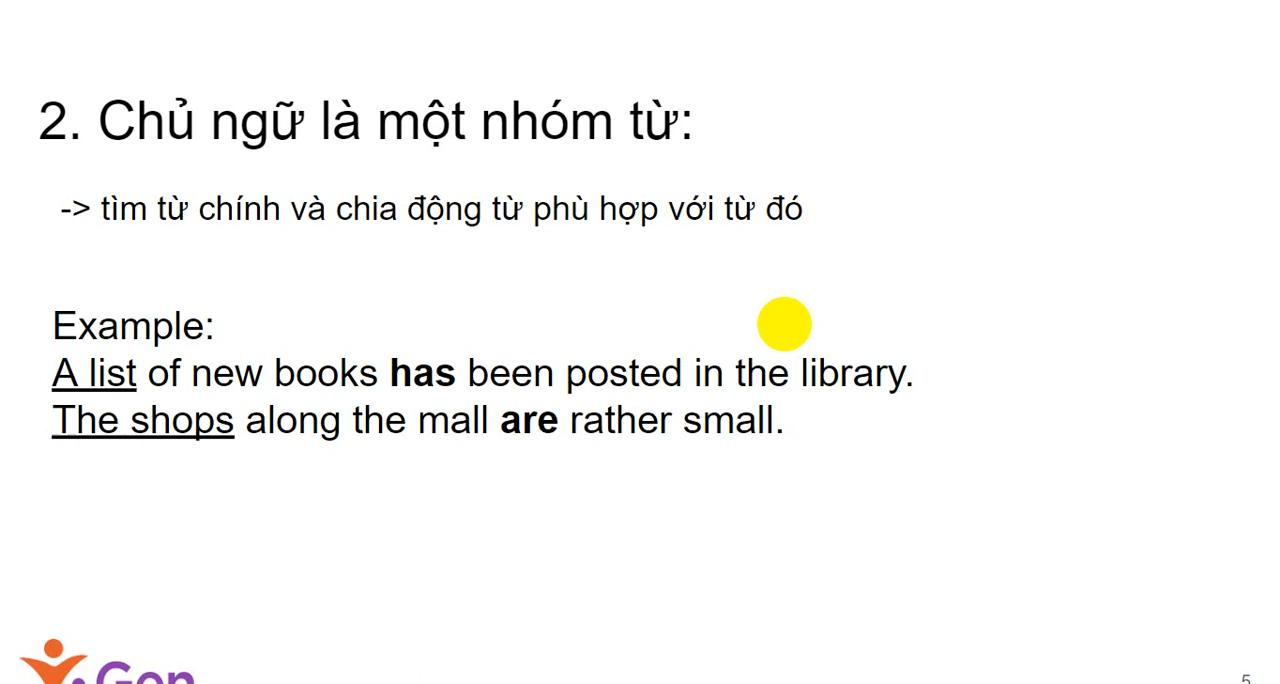 2. Chủ ngữ là một nhóm từ:
-> tìm từ chính và chia động từ phù hợp với từ đó
Example:
A list of new books has been posted in the library.
The shops along the mall are rather small.
5